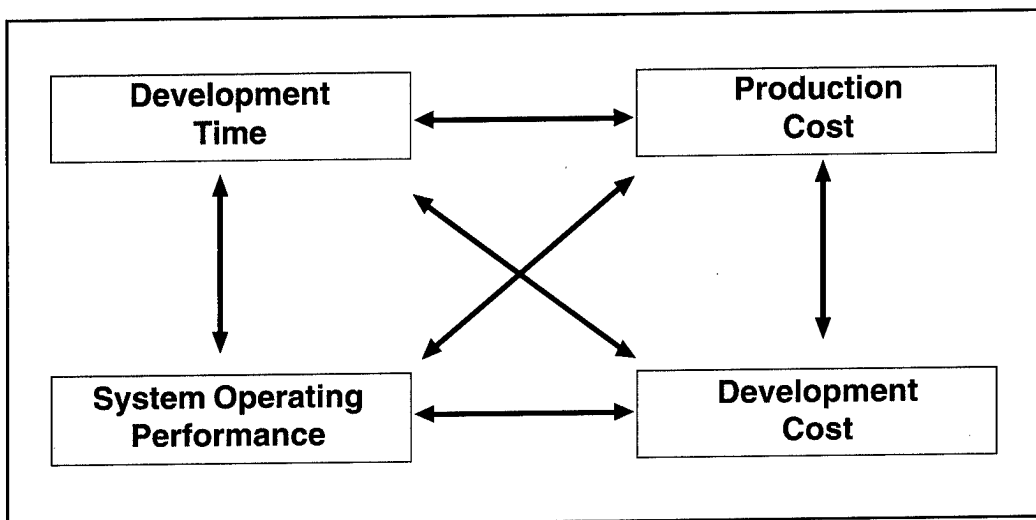 Development
Time
Production
Cost
System Operating
Performance
Development
Cost